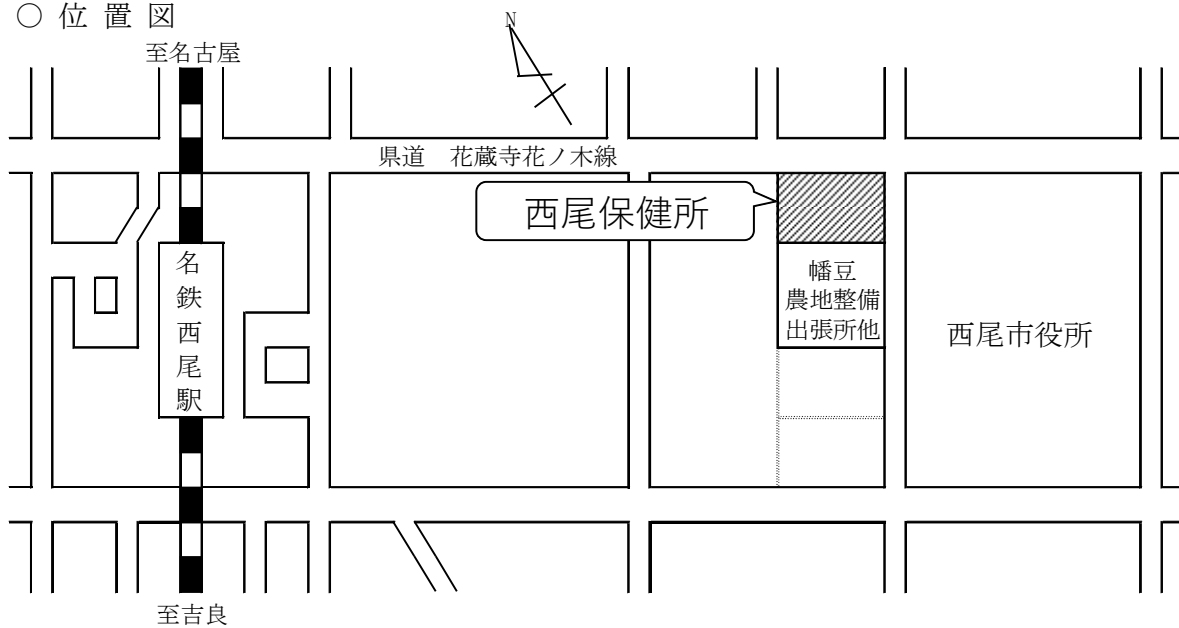 ○ 位 置 図
N
至名古屋
県道　花蔵寺花ノ木線
西尾保健所
名鉄西尾駅
幡豆
農地整備
出張所他
西尾市役所
至吉良